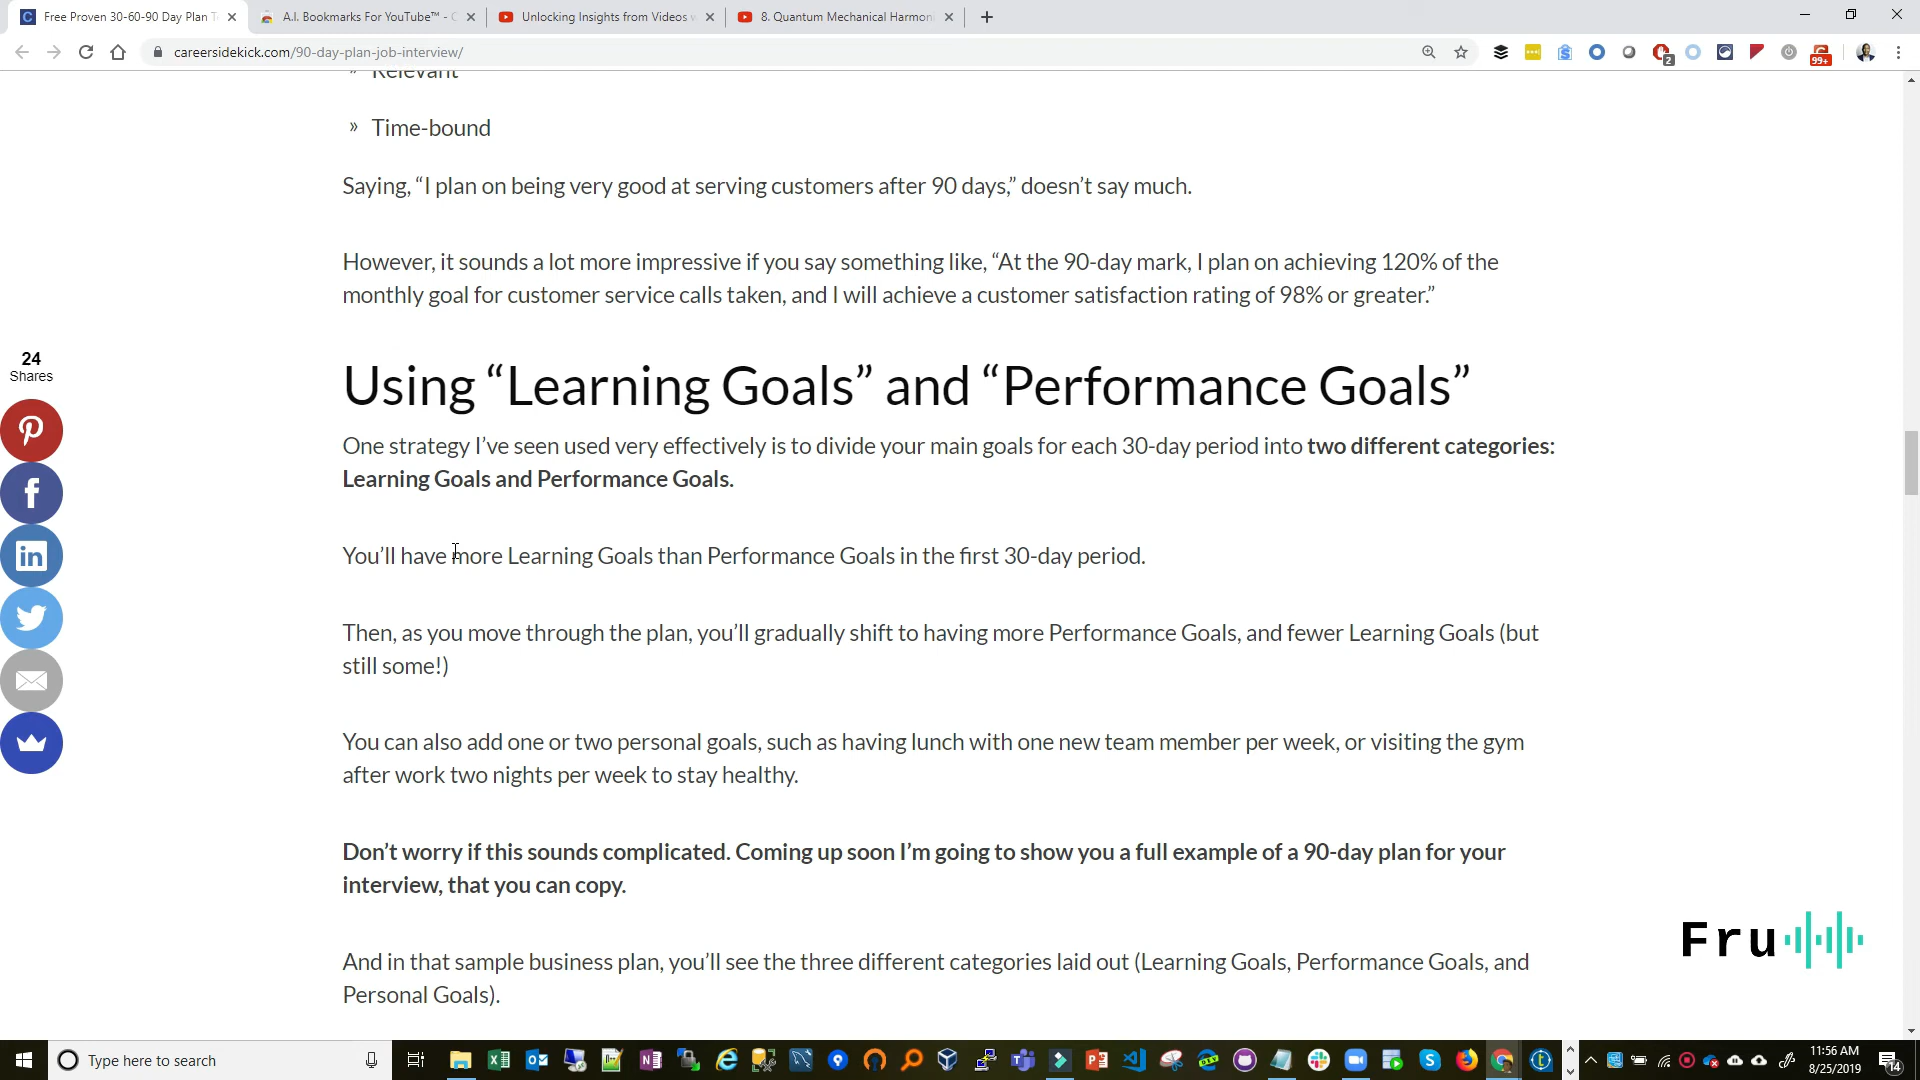 Free Proven 30-60-90 Day Plan T
A.I. Bookmarks For YouTube™ - C
Unlocking Insights from Videos w
8. Quantum Mechanical Harmoni
careersidekick.com/90-day-plan-job-interview/
2
99+
» Relevant
» Time-bound
Saying, “I plan on being very good at serving customers after 90 days,” doesn’t say much.
However, it sounds a lot more impressive if you say something like, “At the 90-day mark, I plan on achieving 120% of the
monthly goal for customer service calls taken, and I will achieve a customer satisfaction rating of 98% or greater.”
24
Shares
Using “Learning Goals” and “Performance Goals”
One strategy I’ve seen used very effectively is to divide your main goals for each 30-day period into two different categories:
Learning Goals and Performance Goals.
You’ll have more Learning Goals than Performance Goals in the first 30-day period.
Then, as you move through the plan, you’ll gradually shift to having more Performance Goals, and fewer Learning Goals (but
still some!)
You can also add one or two personal goals, such as having lunch with one new team member per week, or visiting the gym
after work two nights per week to stay healthy.
Don’t worry if this sounds complicated. Coming up soon I’m going to show you a full example of a 90-day plan for your
interview, that you can copy.
Fru
And in that sample business plan, you’ll see the three different categories laid out (Learning Goals, Performance Goals, and
Personal Goals).
Type here to search
11:56 AM
8/25/2019
14